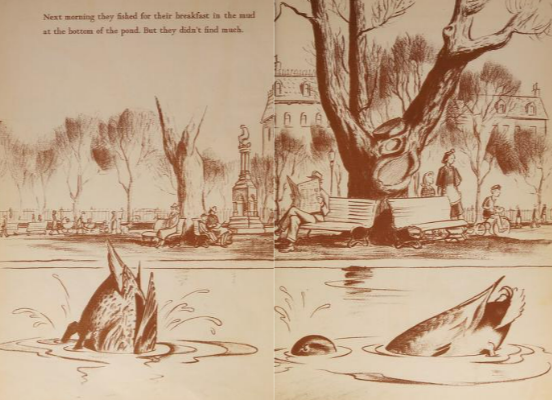 Next morning they fished for their breakfast in the mud
at the bottom of the pond. But they didn't find much.